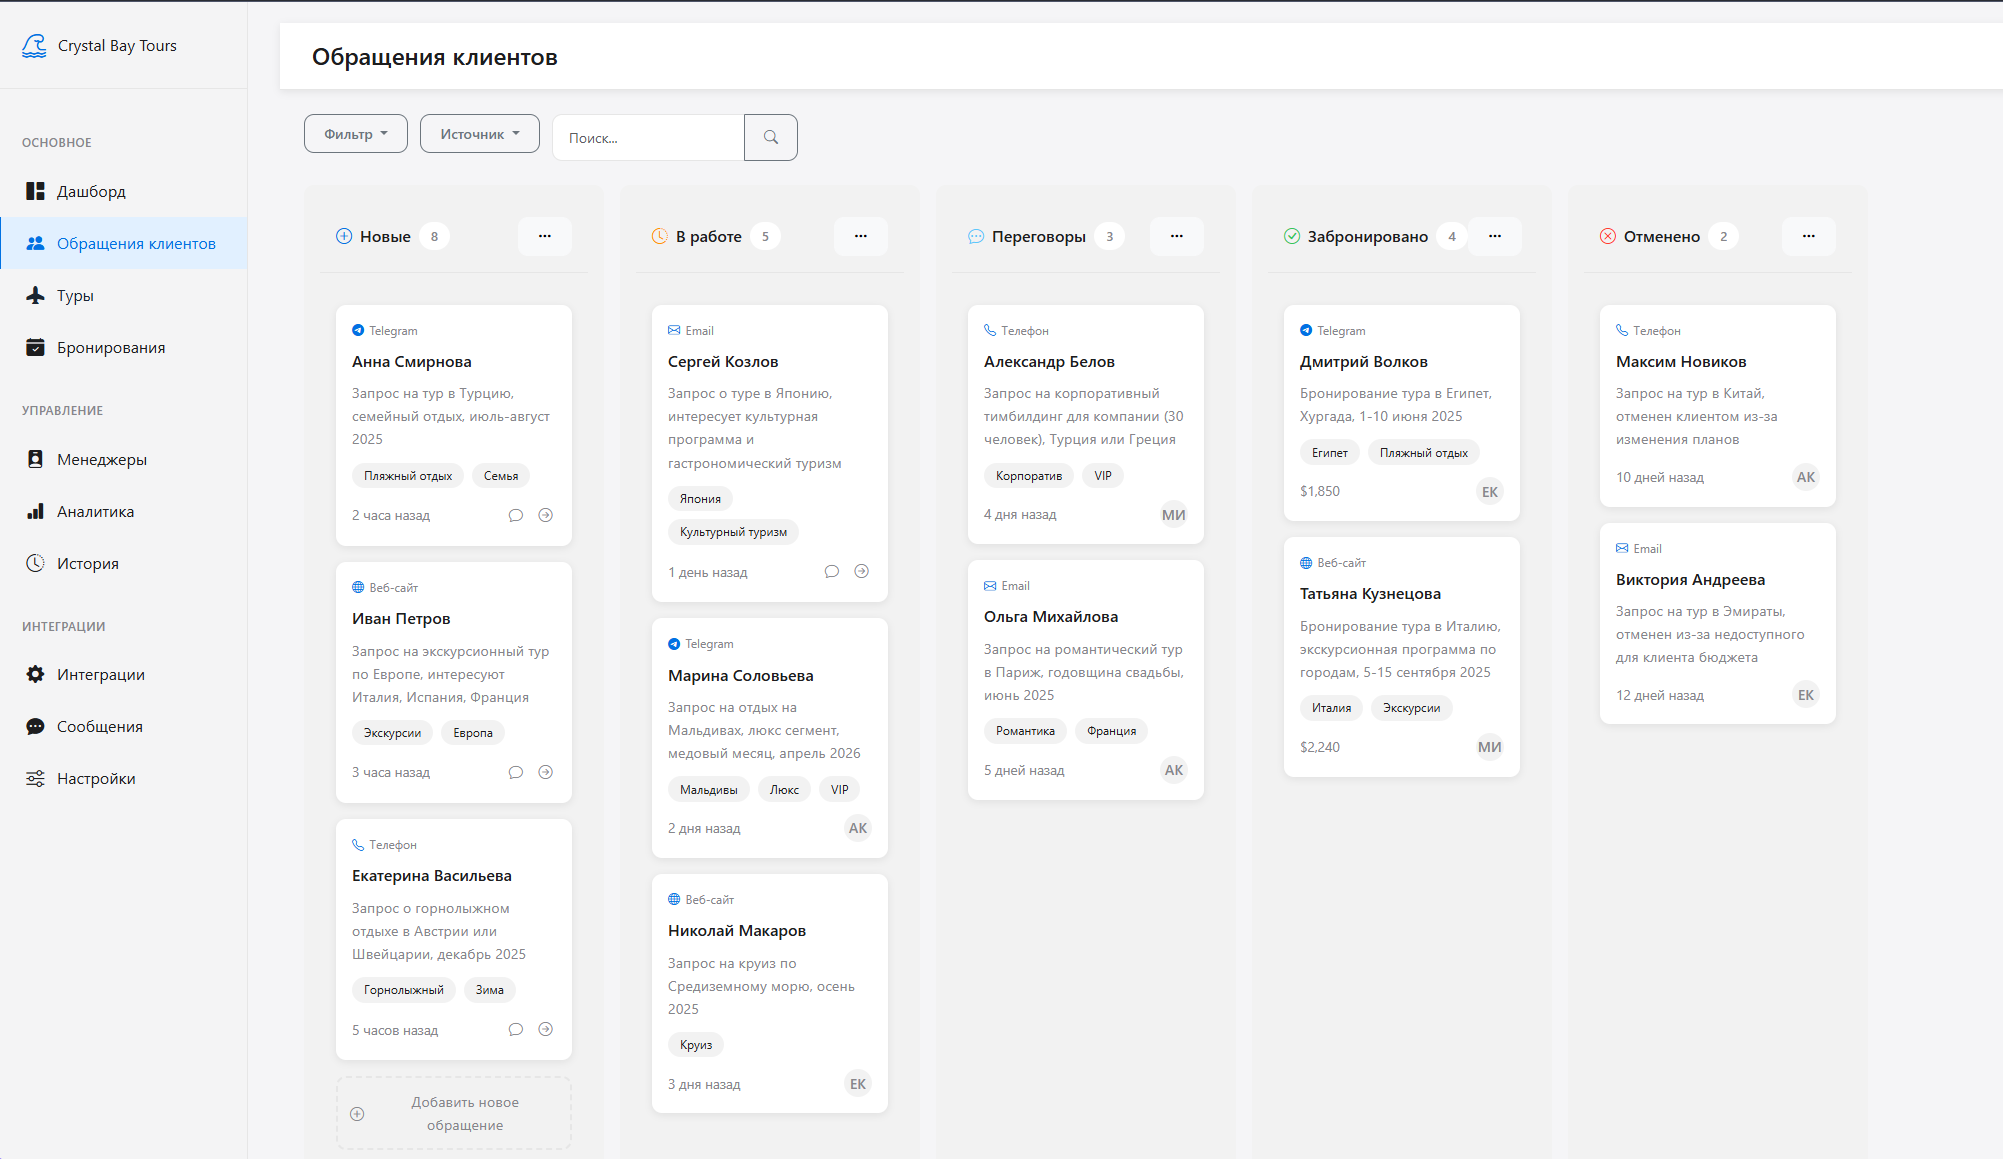 Crystal Bay Tours
ОСНОВНОЕ
Дашборд
Обращения клиентов
Туры
Бронирования
УПРАВЛЕНИЕ
Менеджеры
Аналитика
История
ИНТЕГРАЦИИ
Интеграции
Сообщения
Настройки
Обращения клиентов
Фильтр
Источник
Поиск...
Новые 8 ...
Telegram
Анна Смирнова
Запрос на тур в Турцию,
семейный отдых, июль-август
2025
Пляжный отдых Семья
2 часа назад
Веб-сайт
Иван Петров
Запрос на экскурсионный тур
по Европе, интересуют
Италия, Испания, Франция
Экскурсии Европа
3 часа назад
Телефон
Екатерина Васильева
Запрос о горнолыжном
отдыхе в Австрии или
Швейцарии, декабрь 2025
Горнолыжный Зима
5 часов назад
Добавить новое
обращение
В работе 5 ...
Email
Сергей Козлов
Запрос о туре в Японию,
интересует культурная
программа и
гастрономический туризм
Япония
Культурный туризм
1 день назад
Telegram
Марина Соловьева
Запрос на отдых на
Мальдивах, люкс сегмент,
медовый месяц, апрель 2026
Мальдивы Люкс VIP
2 дня назад АК
Веб-сайт
Николай Макаров
Запрос на круиз по
Средиземному морю, осень
2025
Круиз
3 дня назад ЕК
Переговоры 3 ...
Телефон
Александр Белов
Запрос на корпоративный
тимбилдинг для компании (30
человек), Турция или Греция
Корпоратив VIP
4 дня назад МИ
Email
Ольга Михайлова
Запрос на романтический тур
в Париж, годовщина свадьбы,
июнь 2025
Романтика Франция
5 дней назад АК
Забронировано 4 ...
Telegram
Дмитрий Волков
Бронирование тура в Египет,
Хургада, 1-10 июня 2025
Египет Пляжный отдых
$1,850 ЕК
Веб-сайт
Татьяна Кузнецова
Бронирование тура в Италию,
экскурсионная программа по
городам, 5-15 сентября 2025
Италия Экскурсии
$2,240 МИ
Отменено 2 ...
Телефон
Максим Новиков
Запрос на тур в Китай,
отменен клиентом из-за
изменения планов
10 дней назад АК
Email
Виктория Андреева
Запрос на тур в Эмираты,
отменен из-за недоступного
для клиента бюджета
12 дней назад ЕК